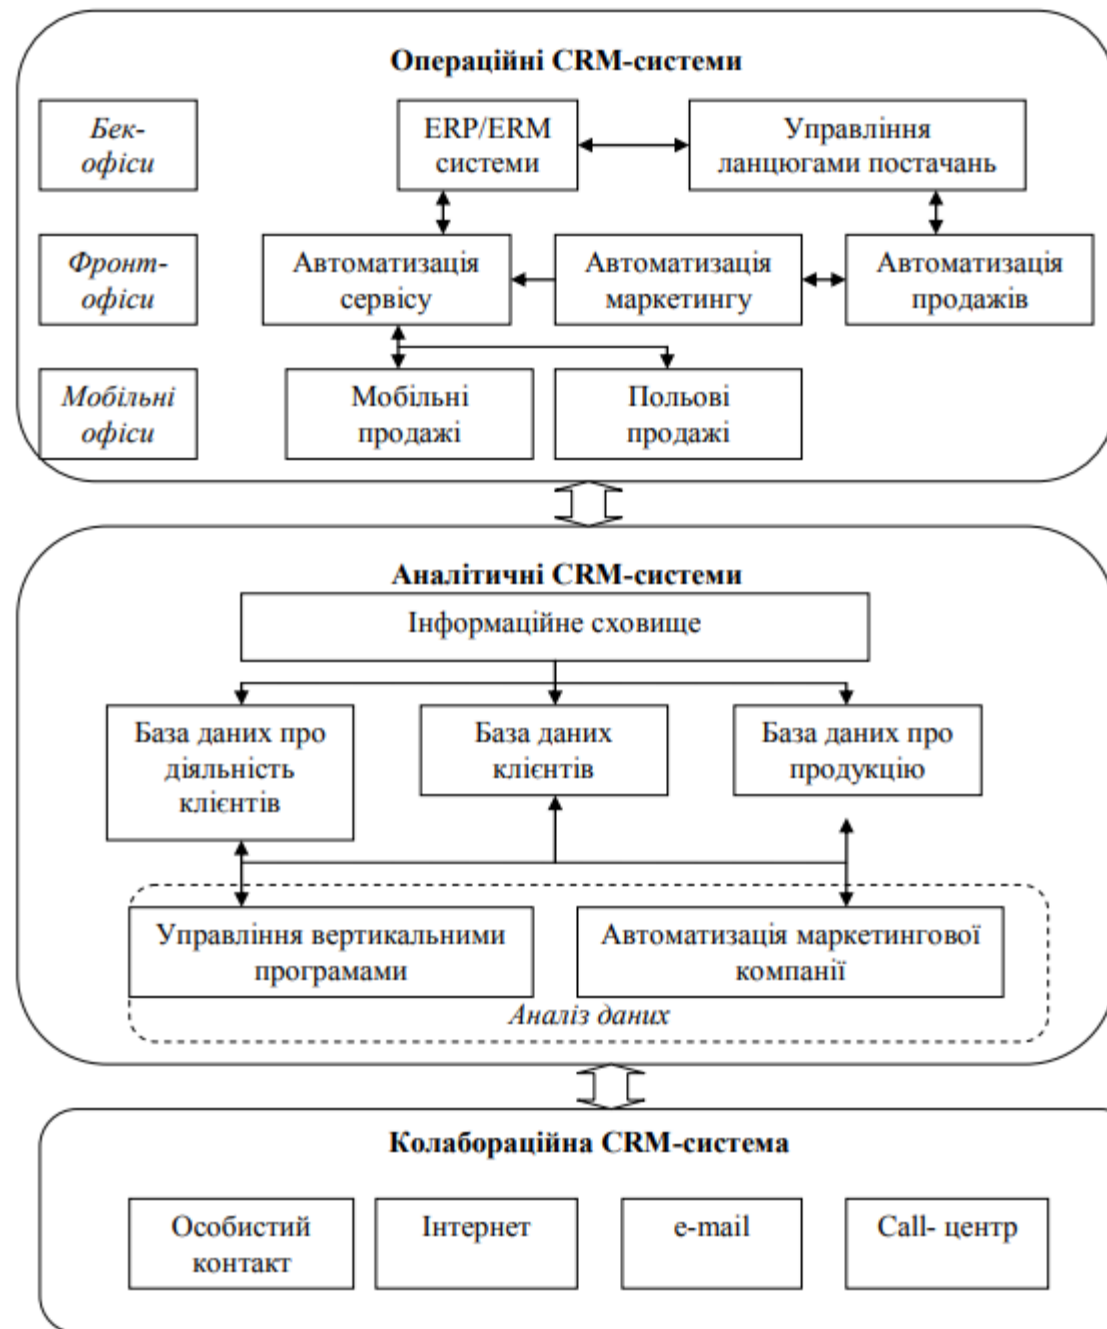 Операційні CRM-системи
Бек-
офіси
ERP/ERM
системи
Управління
ланцюгами постачань
Фронт-
офіси
Автоматизація
сервісу
Автоматизація
маркетингу
Автоматизація
продажів
Мобільні
офіси
Мобільні
продажі
Польові
продажі
Аналітичні CRM-системи
Інформаційне сховище
База даних про
діяльність
клієнтів
База даних
клієнтів
База даних про
продукцію
Управління вертикальними
програмами
Автоматизація маркетингової
компанії
Аналіз даних
Колабораційна CRM-система
Особистий
контакт
Інтернет
e-mail
Call- центр